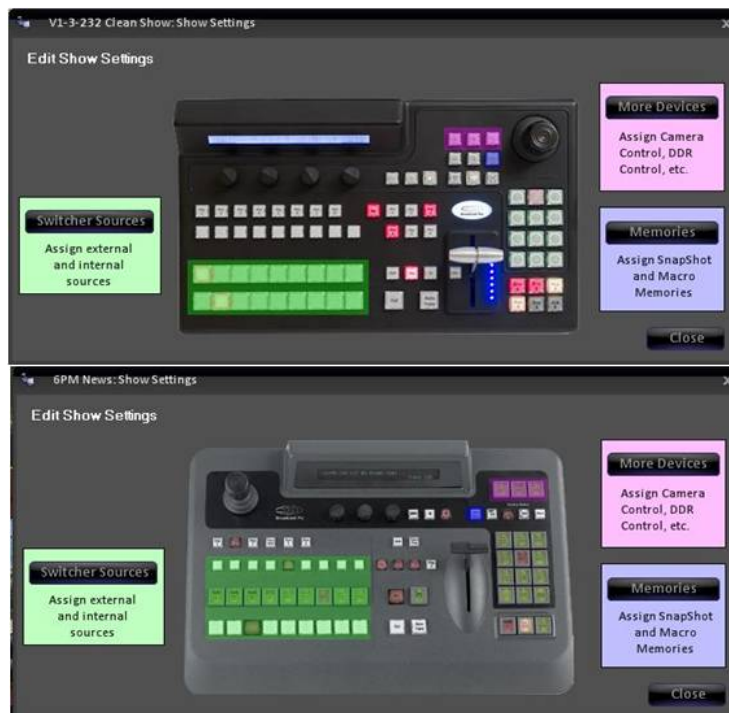 V1-3-232 Clean Show: Show Settings
x
Edit Show Settings
More Devices
Assign Camera
Control, DDR
Control, etc.
Switcher Sources
Assign external
and internal
sources
Memories
Assign SnapShot
and Macro
Memories
Close
6PM News: Show Settings
x
Edit Show Settings
More Devices
Assign Camera
Control, DDR
Control, etc.
Broadcast Pix
Switcher Sources
Assign external
and internal
sources
Memories
Assign SnapShot
and Macro
Memories
Close